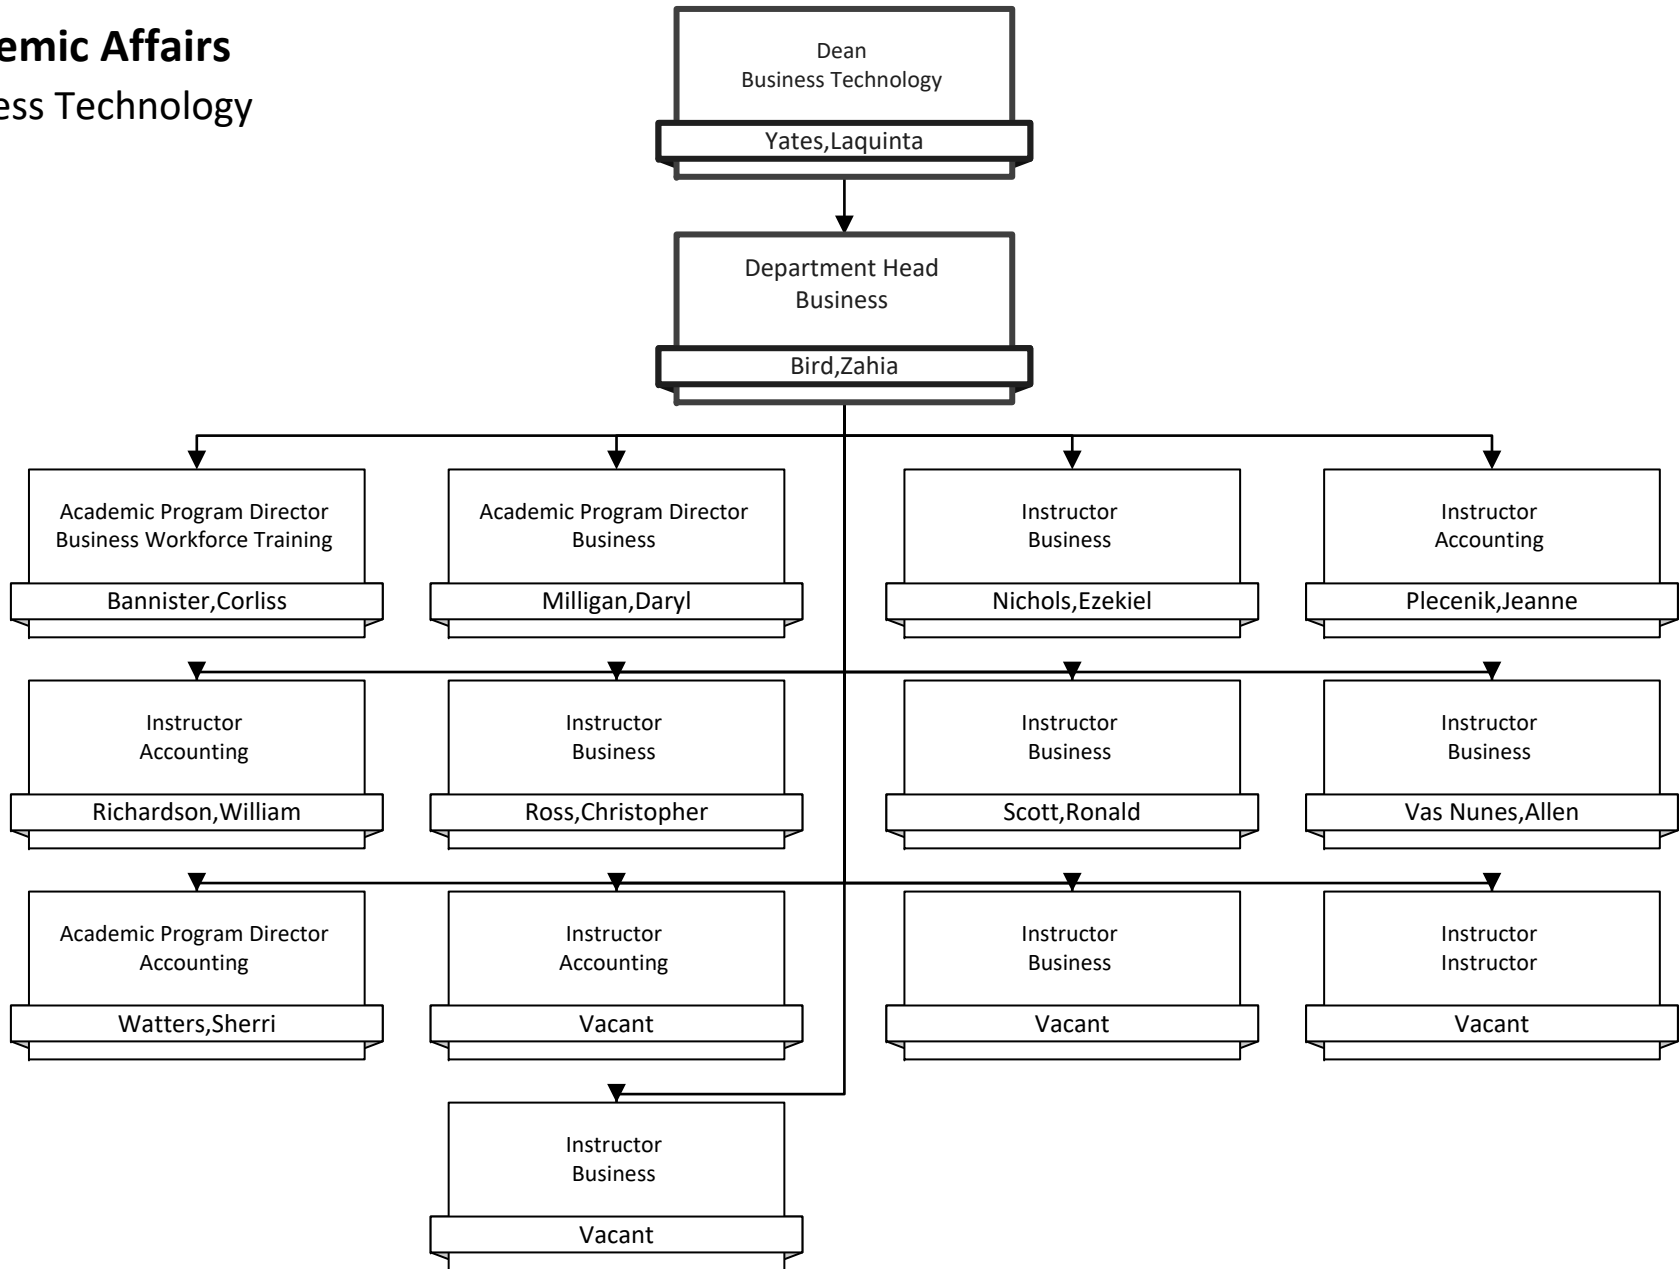 emic Affairs
ess Technology
Dean
Business Technology
Yates,Laquinta
Department Head
Business
Bird,Zahia
Academic Program Director
Business Workforce Training
Bannister,Corliss
Academic Program Director
Business
Milligan,Daryl
Instructor
Business
Nichols,Ezekiel
Instructor
Accounting
Plecenik,Jeanne
Instructor
Accounting
Richardson,William
Instructor
Business
Ross,Christopher
Instructor
Business
Scott,Ronald
Instructor
Business
Vas Nunes,Allen
Academic Program Director
Accounting
Watters,Sherri
Instructor
Accounting
Vacant
Instructor
Business
Vacant
Instructor
Instructor
Vacant
Instructor
Business
Vacant